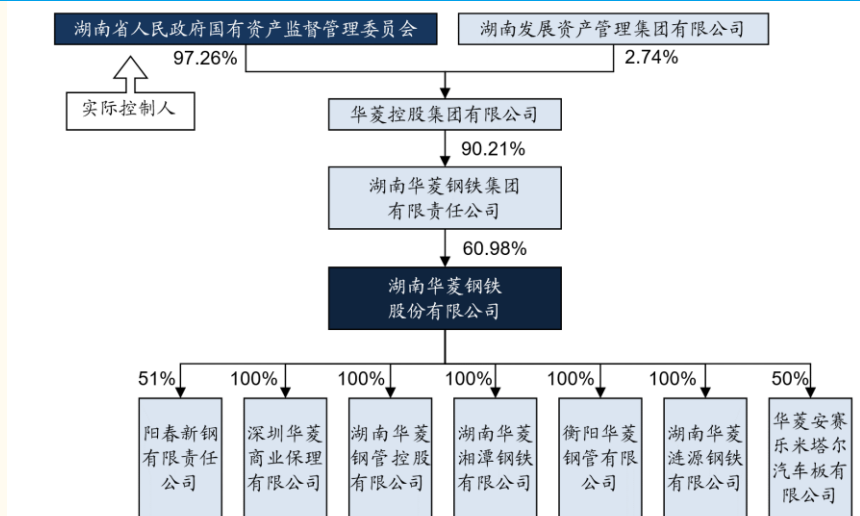 湖南省人民政府国有资产监督管理委员会
湖南发展资产管理集团有限公司
97.26%
2.74%
实际控制人
华菱控股集团有限公司
90.21%
湖南华菱钢铁集团
有限责任公司
60.98%
湖南华菱钢铁
股份有限公司
51%
100%
100%
100%
100%
100%
50%
阳春新钢
有限责任
公司
深圳华菱
商业保理
有限公司
湖南华菱
钢管控股
有限公司
湖南华菱
湘潭钢铁
有限公司
衡阳华菱
钢管有限
公司
湖南华菱
涟源钢铁
有限公司
华菱安赛
乐米塔尔
汽车板有
限公司